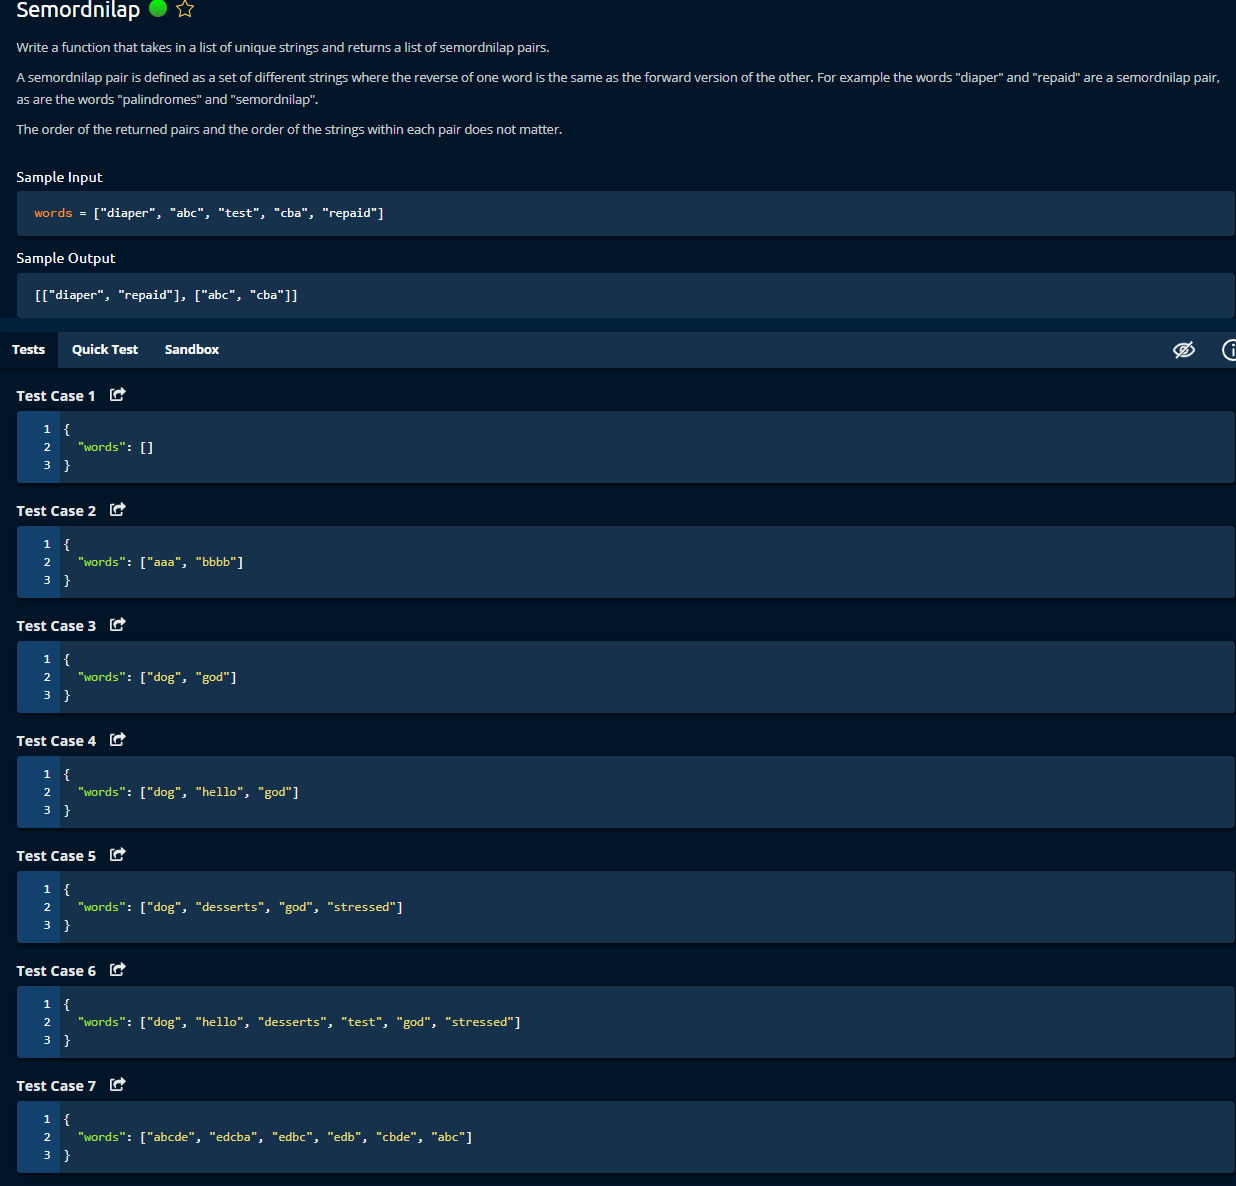 Semordnilap
Write a function that takes in a list of unique strings and returns a list of semordnilap pairs.
A semordnilap pair is defined as a set of different strings where the reverse of one word is the same as the forward version of the other. For example the words "diaper" and "repaid" are a semordnilap pair,
as are the words "palindromes" and "semordnilap".
The order of the returned pairs and the order of the strings within each pair does not matter.
Sample Input
words = ["diaper", "abc", "test", "cba", "repaid"]
Sample Output
[["diaper", "repaid"], ["abc", "cba"]]
Tests Quick Test Sandbox
Test Case 1
1 {
2 "words": []
3 }
Test Case 2
1 {
2 "words": ["aaa", "bbbb"]
3 }
Test Case 3
1 {
2 "words": ["dog", "god"]
3 }
Test Case 4
1 {
2 "words": ["dog", "hello", "god"]
3 }
Test Case 5
1 {
2 "words": ["dog", "desserts", "god", "stressed"]
3 }
Test Case 6
1 {
2 "words": ["dog", "hello", "desserts", "test", "god", "stressed"]
3 }
Test Case 7
1 {
2 "words": ["abcde", "edcba", "edbc", "edb", "cbde", "abc"]
3 }